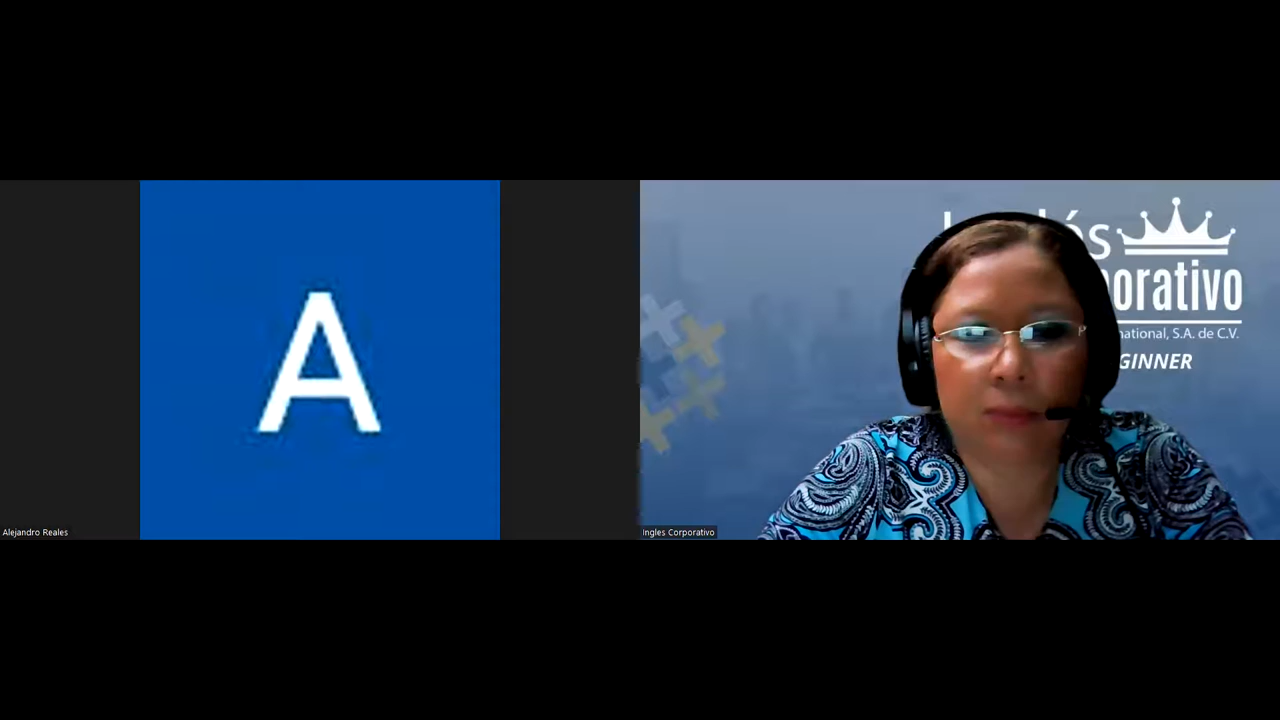 A
Alejandro Reales
orativo
national, S.A. de C.V.
GINNER
Ingles Corporativo